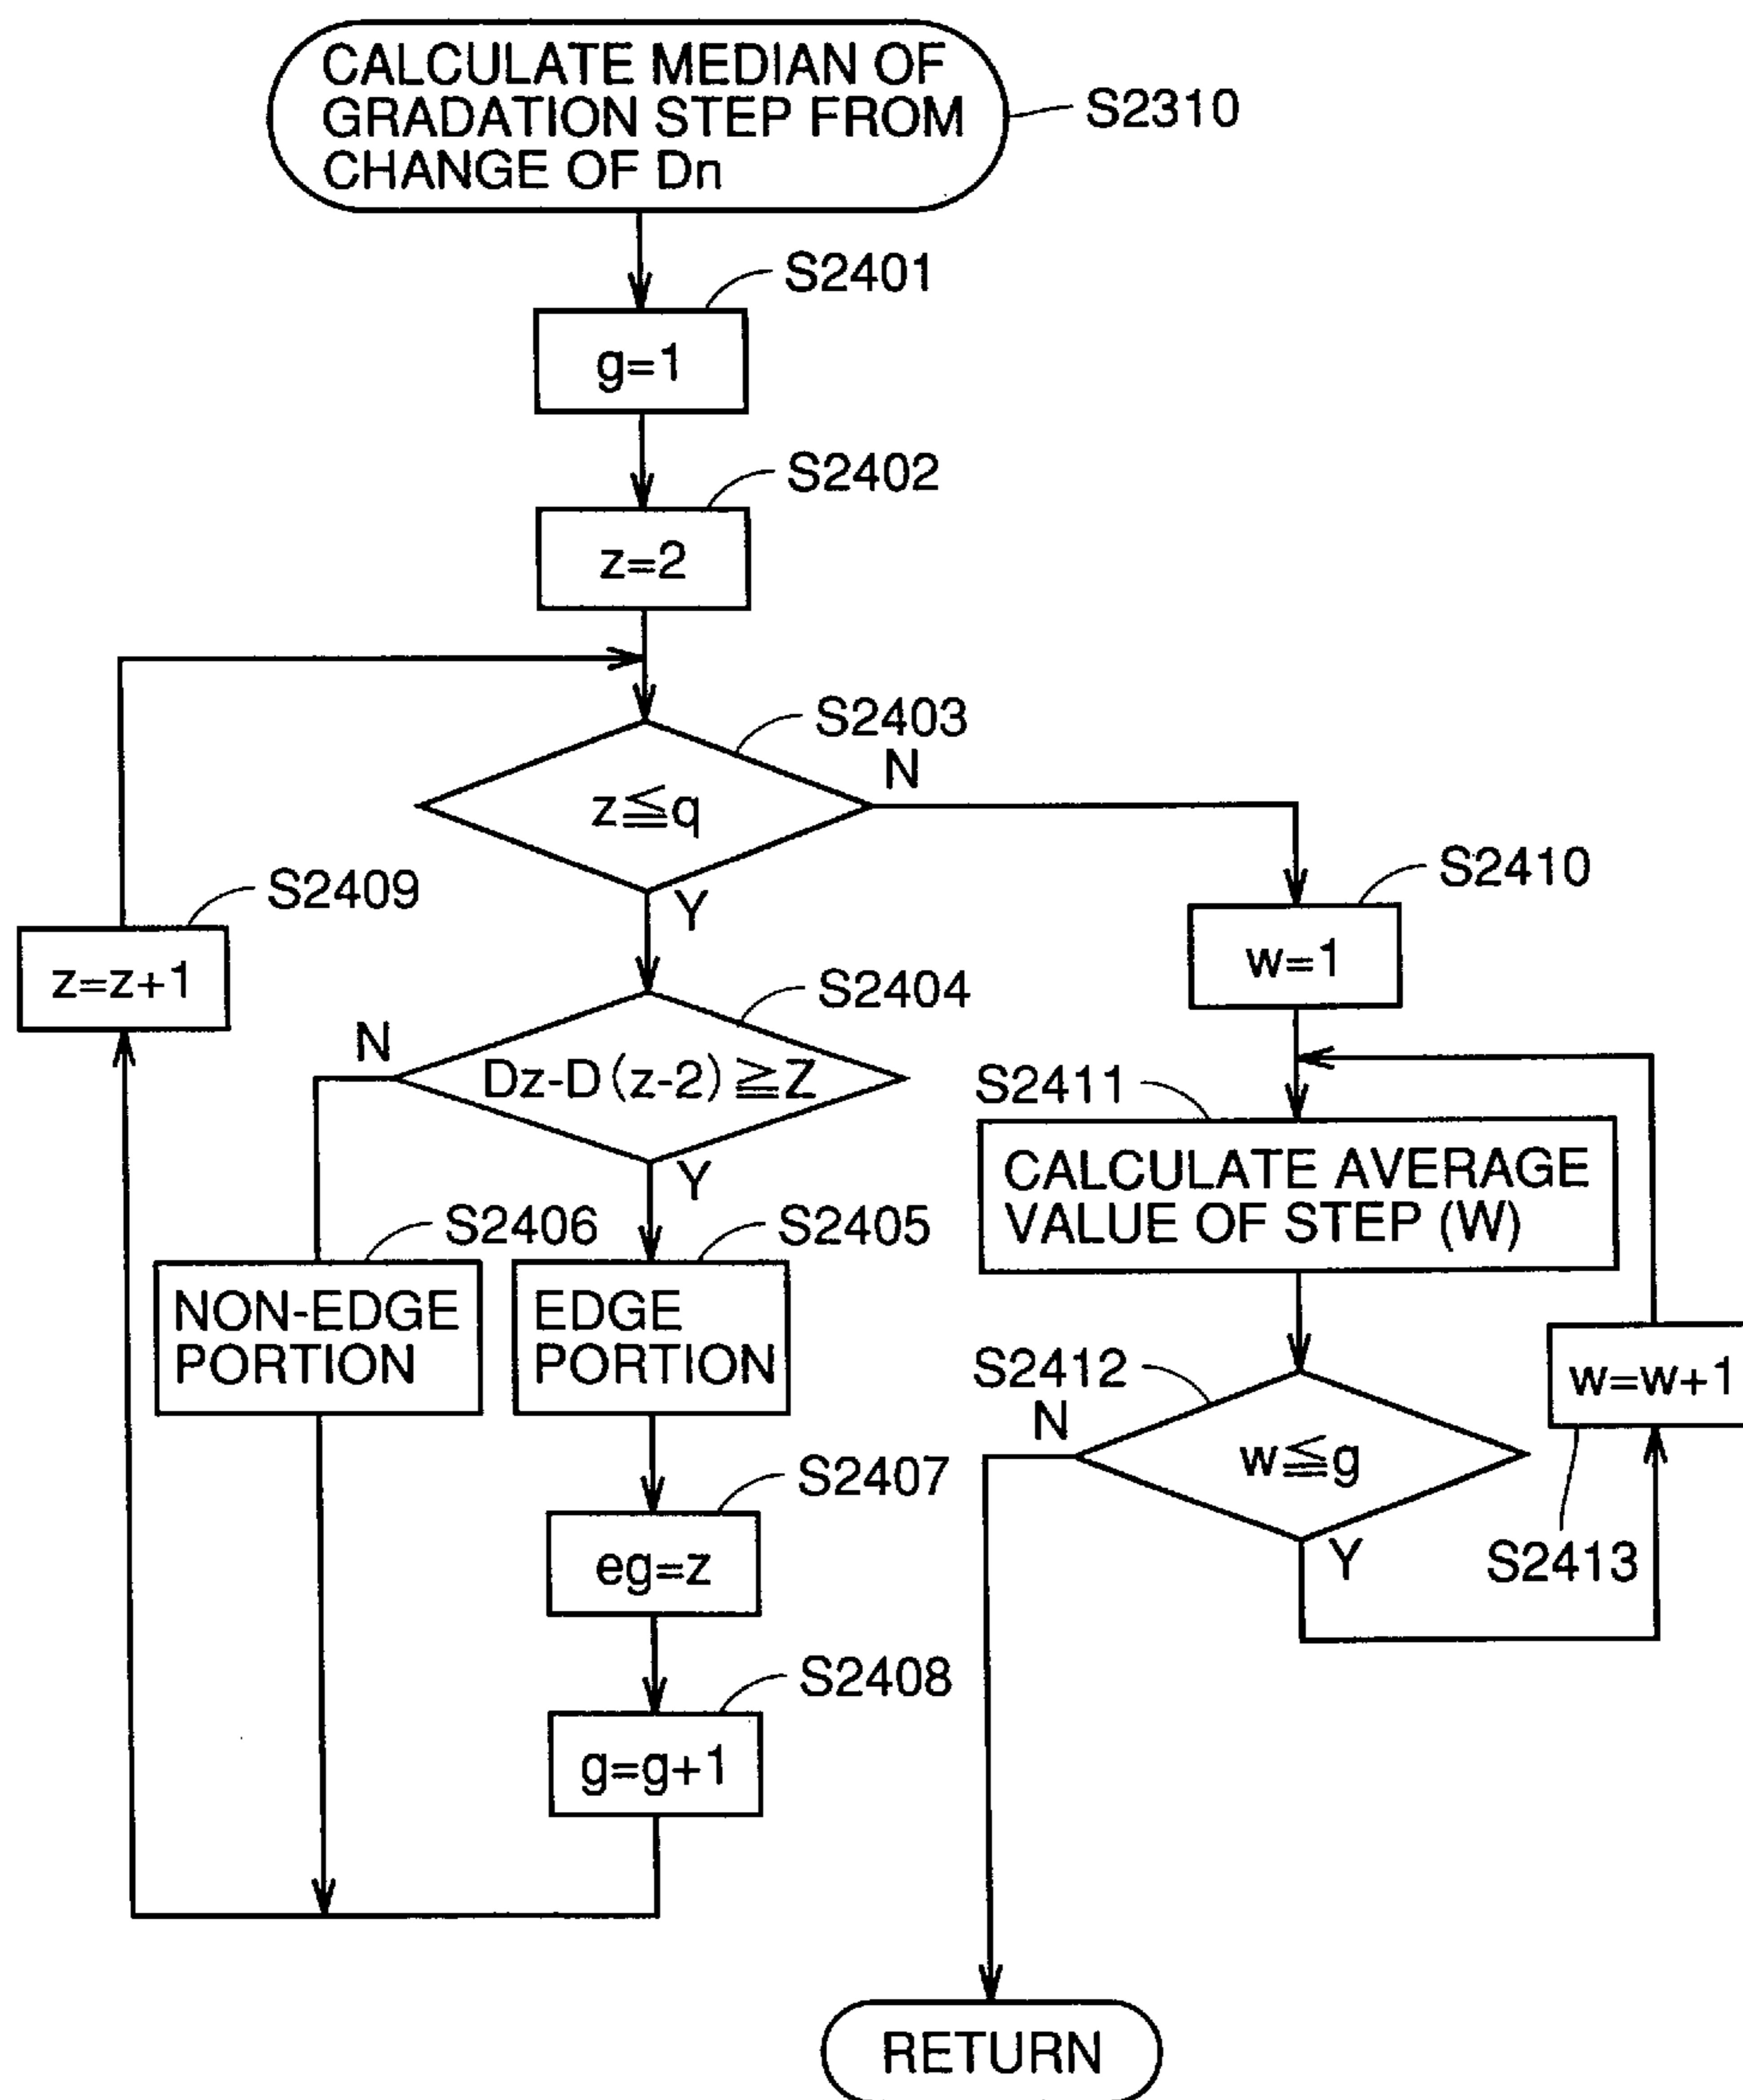 CALCULATE MEDIAN OF
GRADATION STEP FROM
CHANGE OF Dn
S2310
S2401
g=1
S2402
z=2
S2403
z≦q
N
Y
S2409
z=z+1
S2410
w=1
S2404
Dz-D(z-2)≧Z
N
Y
S2411
CALCULATE AVERAGE
VALUE OF STEP (W)
S2406
NON-EDGE
PORTION
S2405
EDGE
PORTION
S2412
w≦g
N
Y
w=w+1
S2413
S2407
eg=z
S2408
g=g+1
RETURN